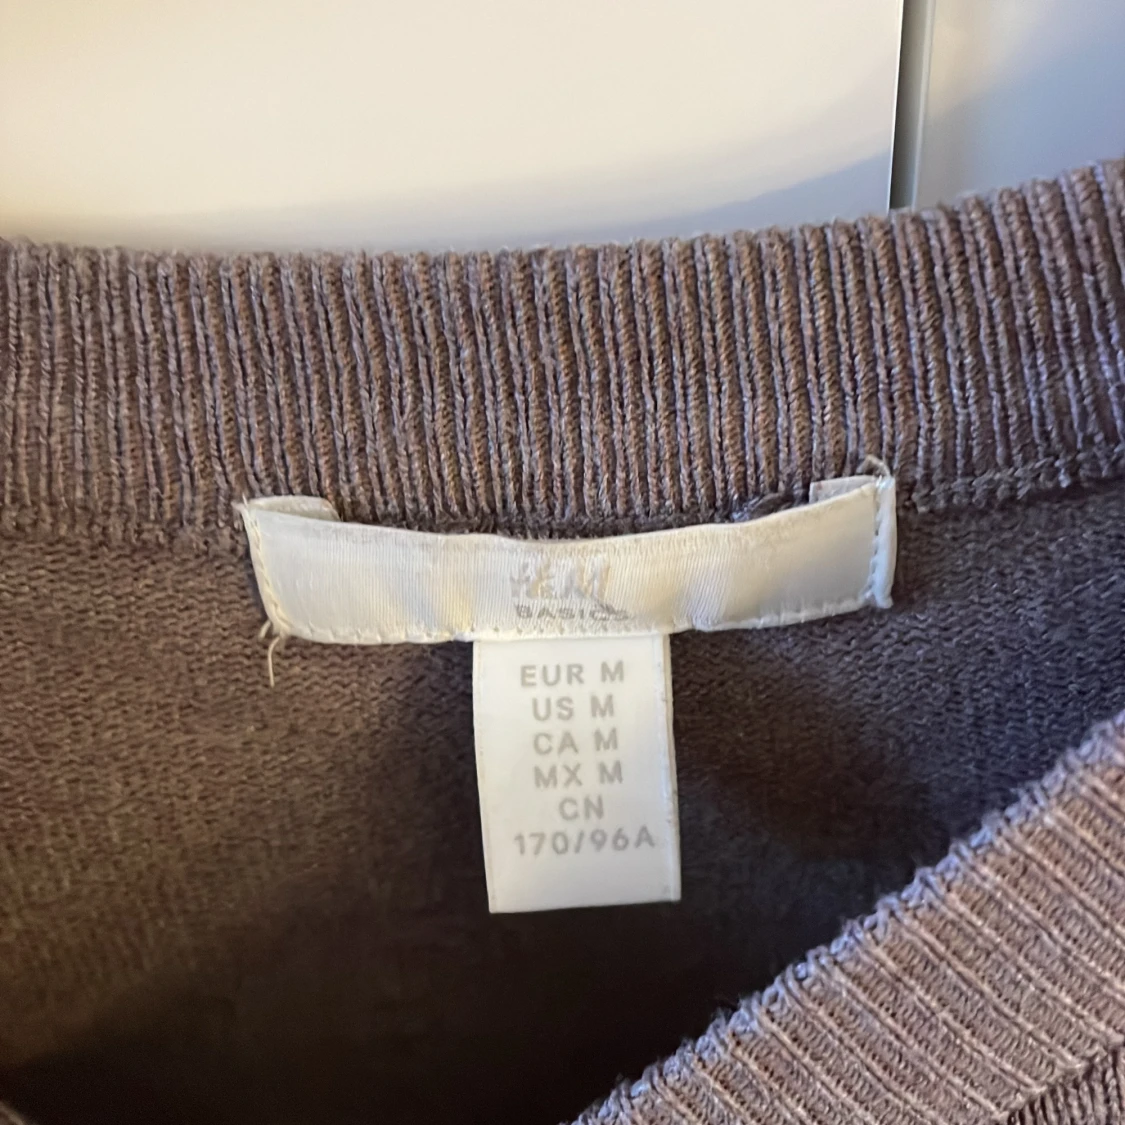 H&M
BASICS
EUR M
US M
CA M
MX M
CN
170/96A